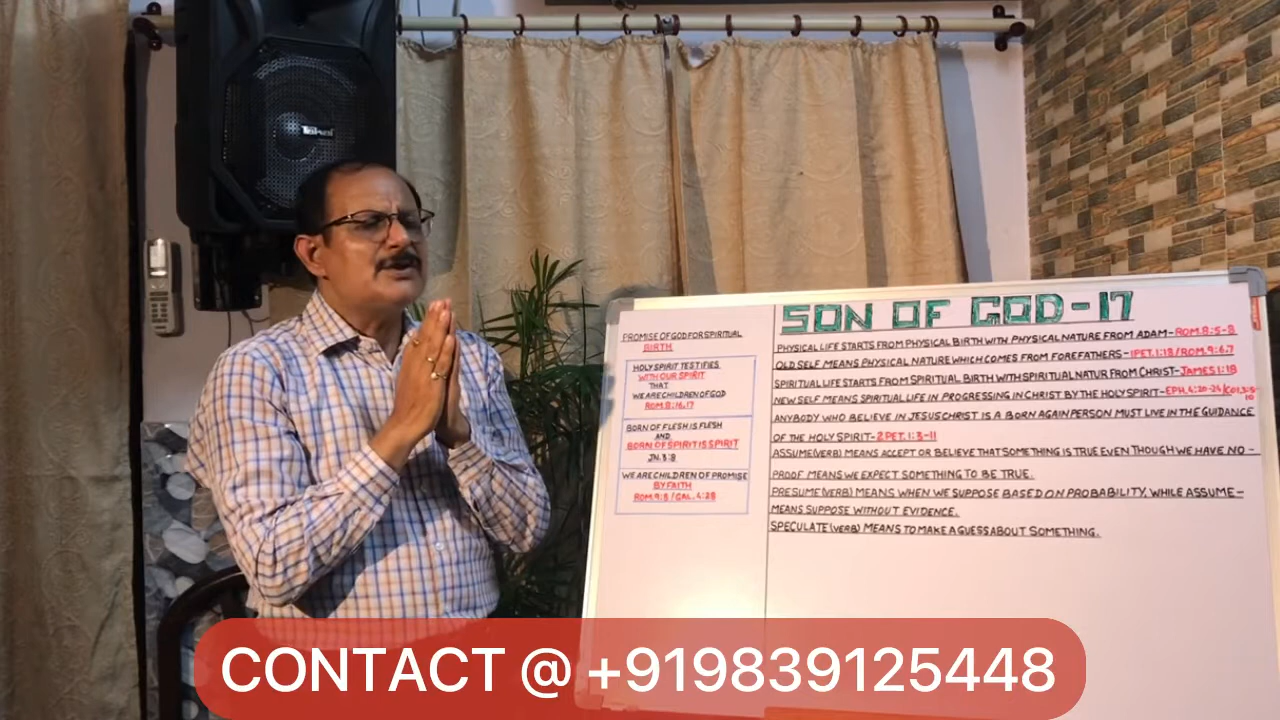 SON OF GOD-17
PROMISE OF GOD FOR SPIRITUAL
BIRTH
HOLY SPIRIT TESTIFIES
WITH OUR SPIRIT
THAT
WE ARE CHILDREN OF GOD
ROM.8:16,17
BORN OF FLESH IS FLESH
AND
BORN OF SPIRIT IS SPIRIT
JN.3:8
WE ARE CHILDREN OF PROMISE
BY FAITH
ROM.9:8/GAL.4:28
PHYSICAL LIFE STARTS FROM PHYSICAL BIRTH WITH PHYSICAL NATURE FROM ADAM-ROM.8:5-8
OLD SELF MEANS PHYSICAL NATURE WHICH COMES FROM FOREFATHERS-1PET.1:18/ROM.9:6,7
SPIRITUAL LIFE STARTS FROM SPIRITUAL BIRTH WITH SPIRITUAL NATUR FROM CHRIST-JAMES 1:18
NEW SELF MEANS SPIRITUAL LIFE IN PROGRESSING IN CHRIST BY THE HOLY SPIRIT-EPH.4:20-24/COL.3:5-10
ANYBODY WHO BELIEVE IN JESUS CHRIST IS A BORN AGAIN PERSON MUST LIVE IN THE GUIDANCE
OF THE HOLY SPIRIT-2PET.1:3-11
ASSUME(VERB) MEANS ACCEPT OR BELIEVE THAT SOMETHING IS TRUE EVEN THOUGH WE HAVE NO-
PROOF MEANS WE EXPECT SOMETHING TO BE TRUE.
PRESUME(VERB) MEANS WHEN WE SUPPOSE BASED ON PROBABILITY, WHILE ASSUME-
MEANS SUPPOSE WITHOUT EVIDENCE.
SPECULATE(VERB) MEANS TO MAKE A GUESS ABOUT SOMETHING.
CONTACT @ +919839125448